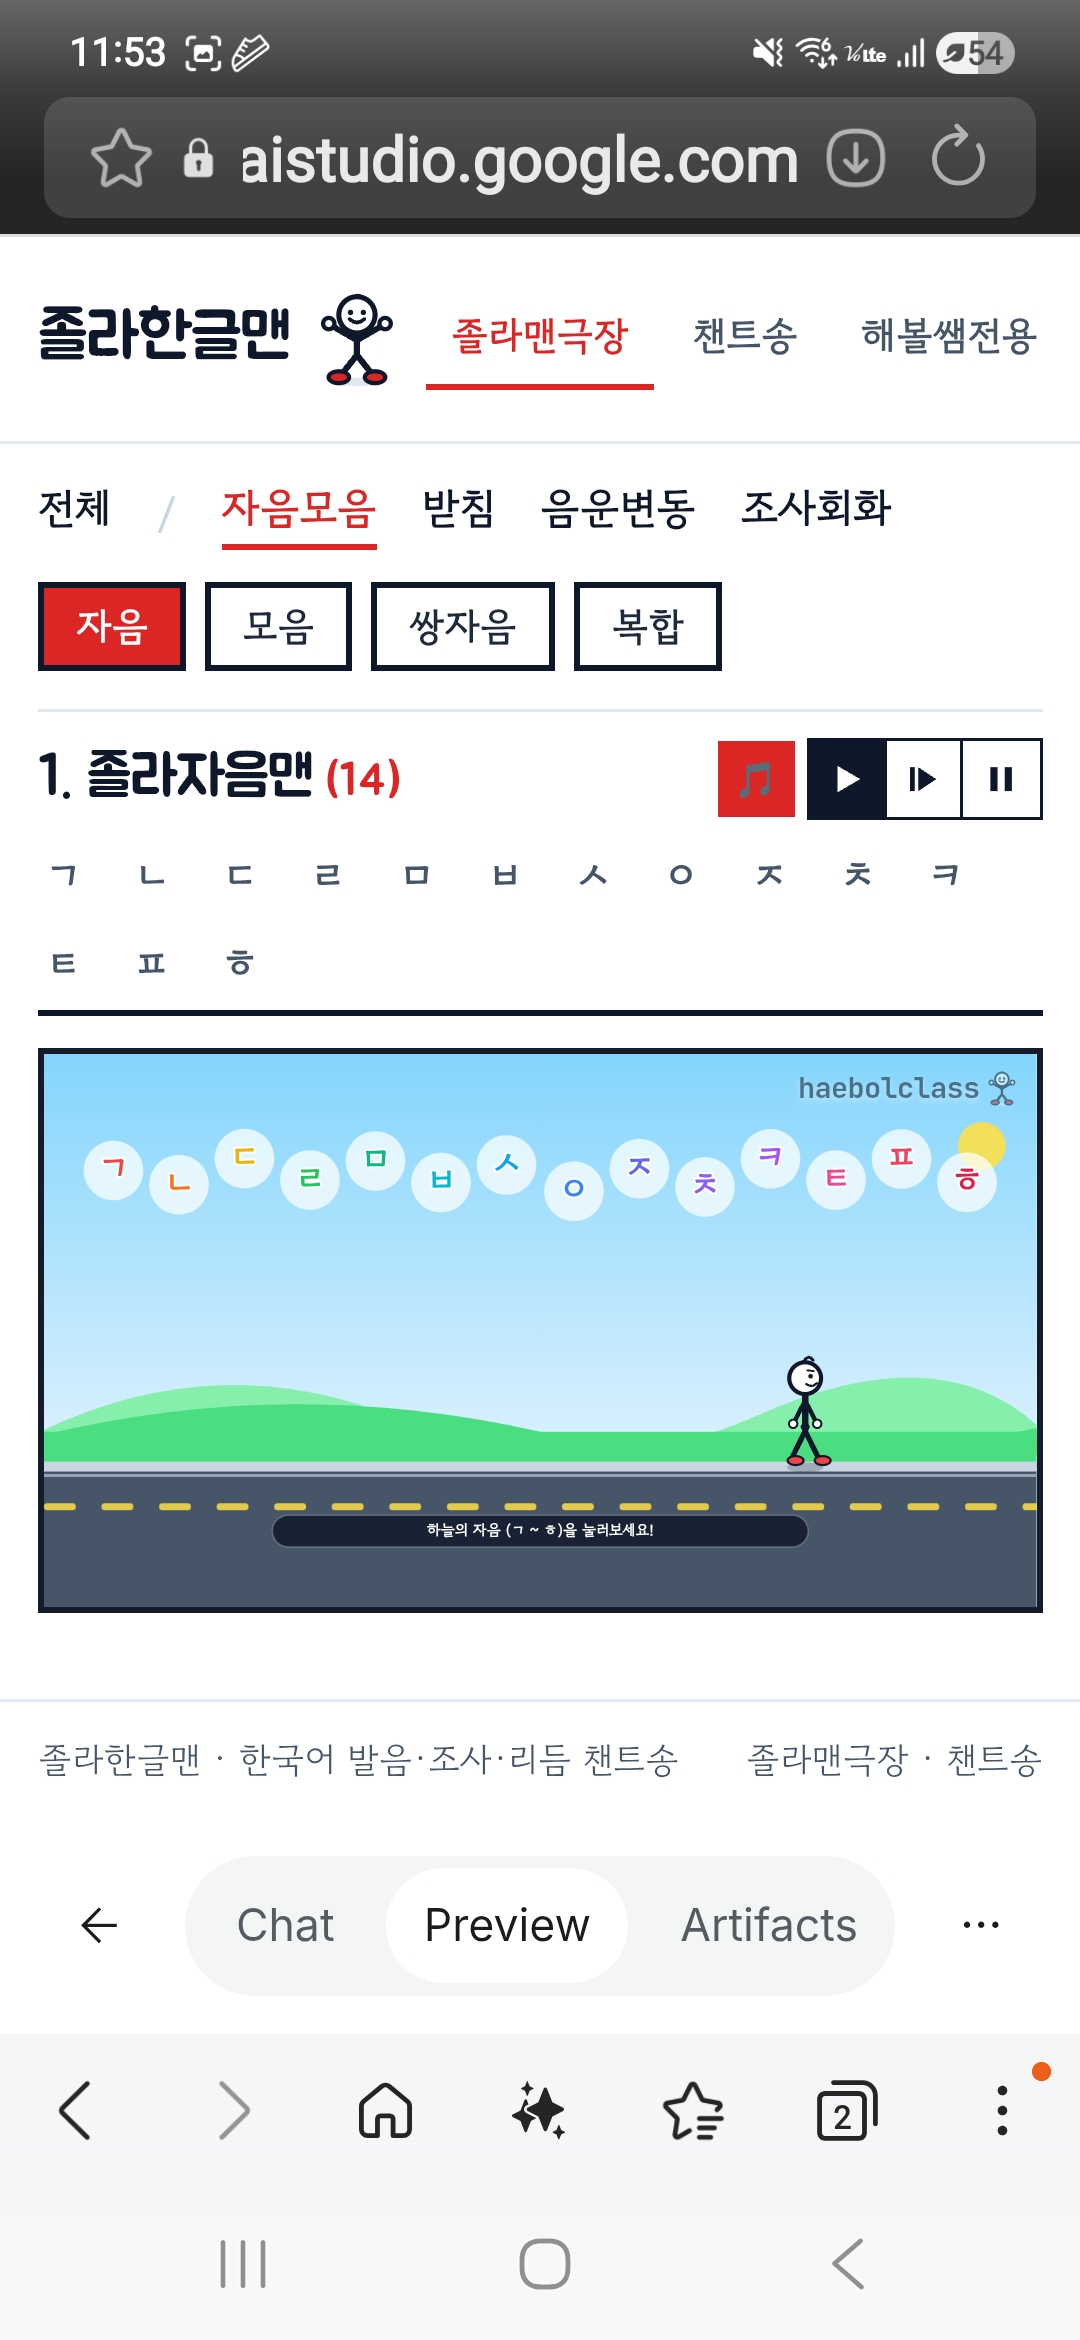 11:53 54
aistudio.google.com
졸라한글맨 졸라맨극장 챈트송 해볼쌤전용
전체 / 자음모음 받침 음운변동 조사회화
자음 모음 쌍자음 복합
1. 졸라자음맨 (14)
ㄱ ㄴ ㄷ ㄹ ㅁ ㅂ ㅅ ㅇ ㅈ ㅊ ㅋ
ㅌ ㅍ ㅎ
haebolclass
ㄱ ㄴ ㄷ ㄹ ㅁ ㅂ ㅅ ㅇ ㅈ ㅊ ㅋ ㅌ ㅍ ㅎ
하늘의 자음 (ㄱ ~ ㅎ)을 눌러보세요!
졸라한글맨 · 한국어 발음·조사·리듬 챈트송 졸라맨극장 · 챈트송
Chat Preview Artifacts
2